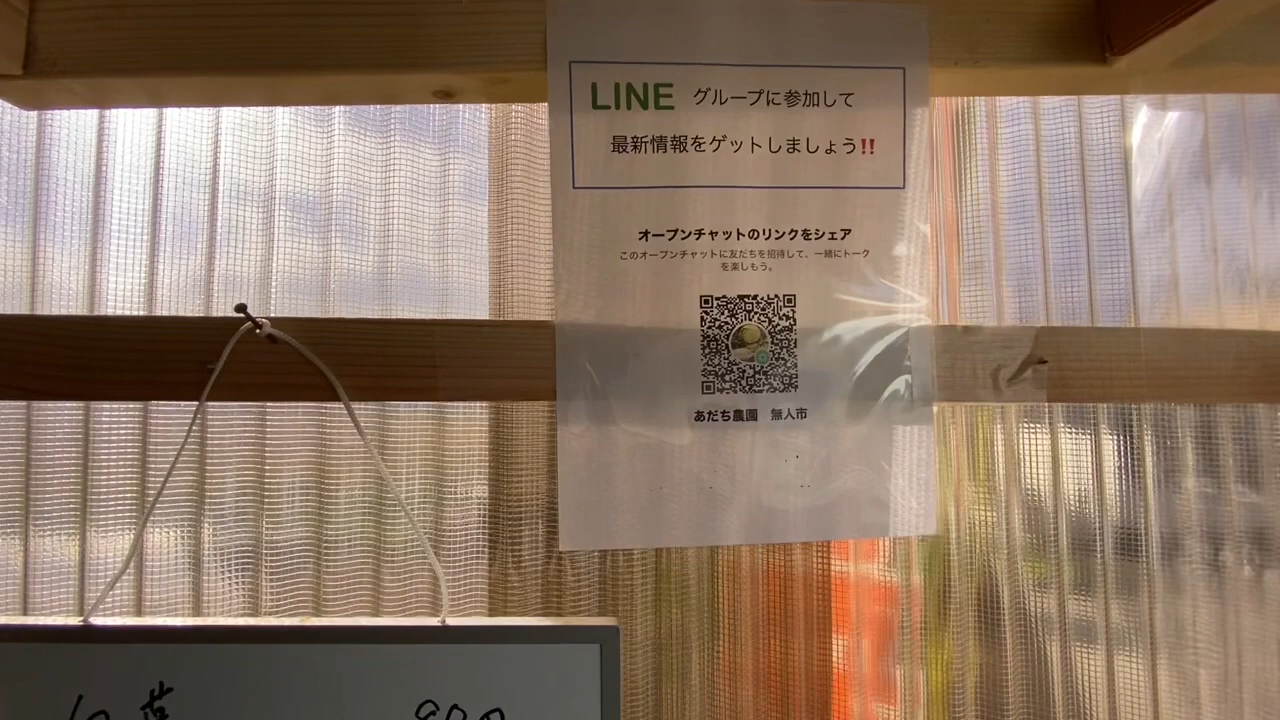 LINE グループに参加して
最新情報をゲットしましょう‼
オープンチャットのリンクをシェア
このオープンチャットに友だちを招待して、一緒にトーク
を楽しもう。
あだち農園 無人市